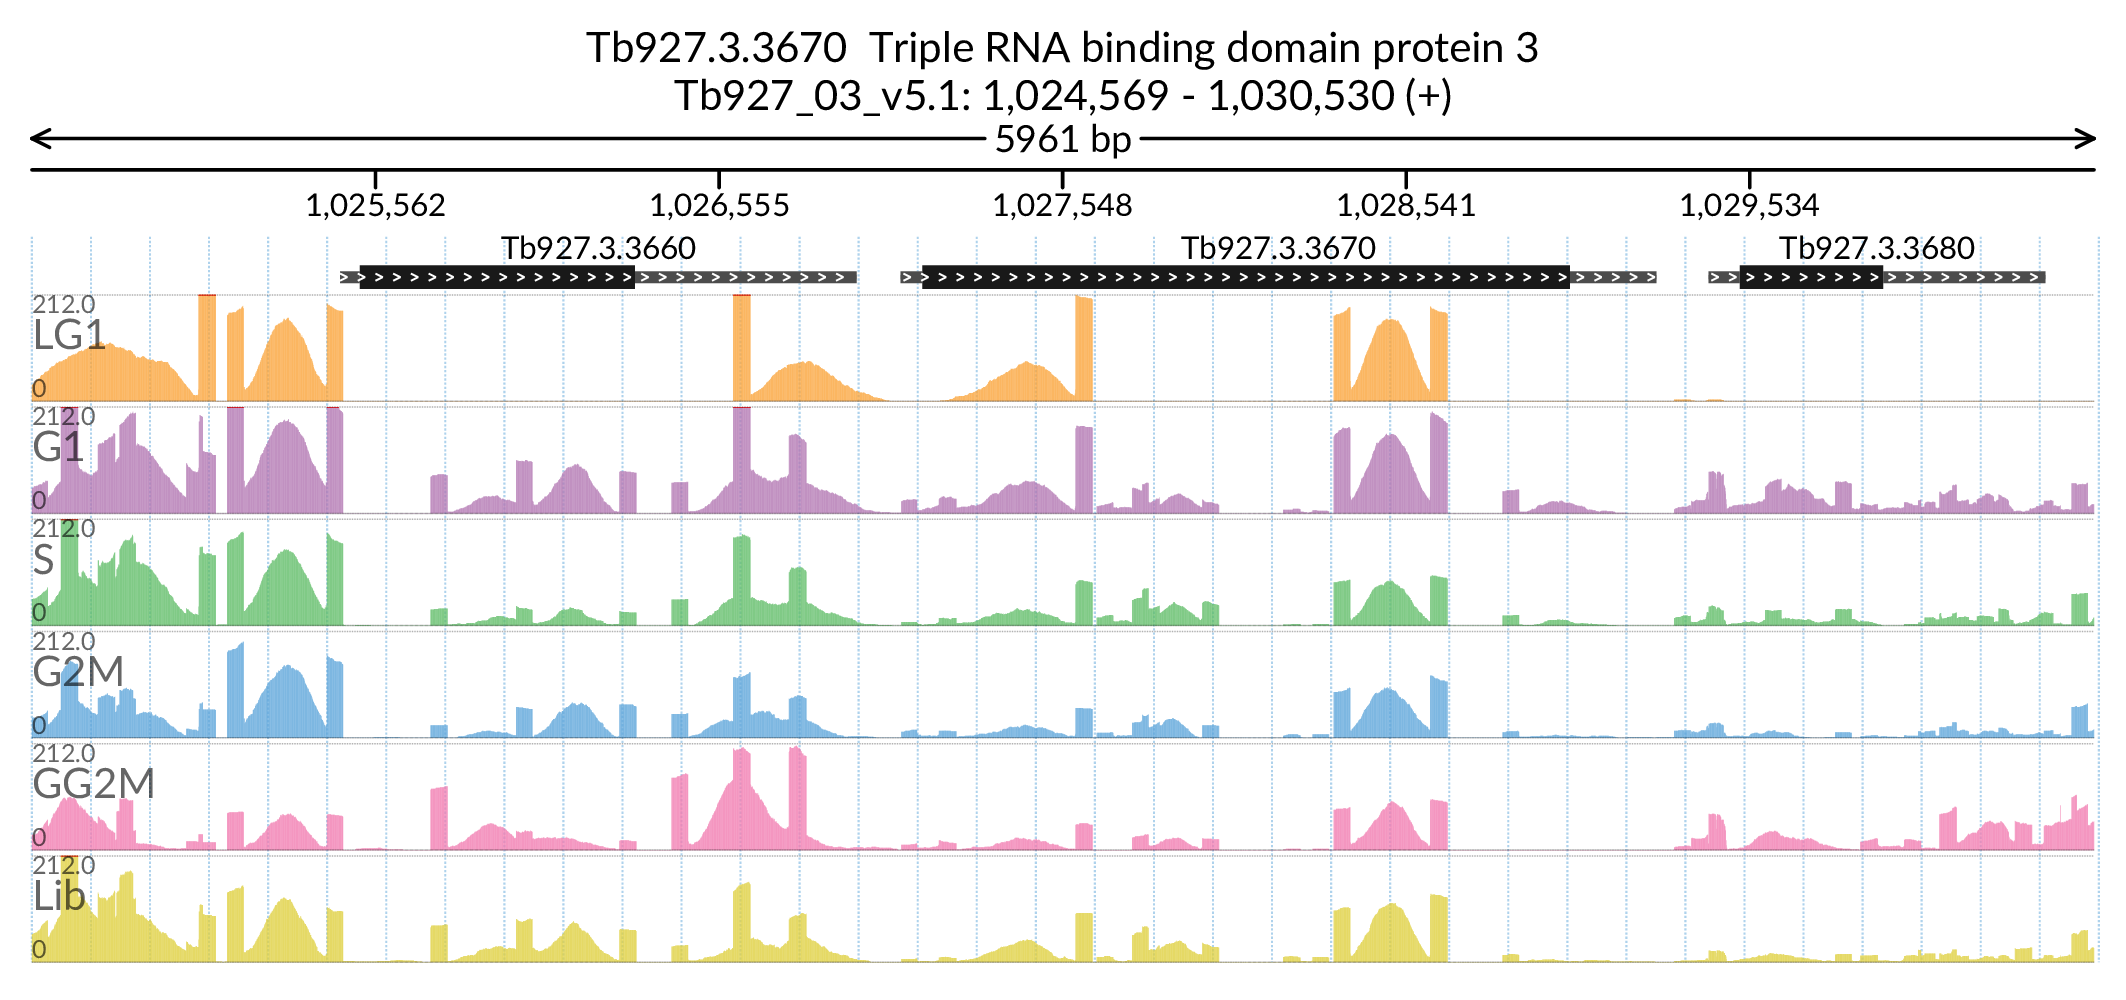 Tb927.3.3670  Triple RNA binding domain protein 3
Tb927_03_v5.1: 1,024,569 - 1,030,530 (+)
5961 bp
1,025,562 1,026,555 1,027,548 1,028,541 1,029,534
Tb927.3.3660 Tb927.3.3670 Tb927.3.3680
212.0
LG1
0
212.0
G1
0
212.0
S
0
212.0
G2M
0
212.0
GG2M
0
212.0
Lib
0